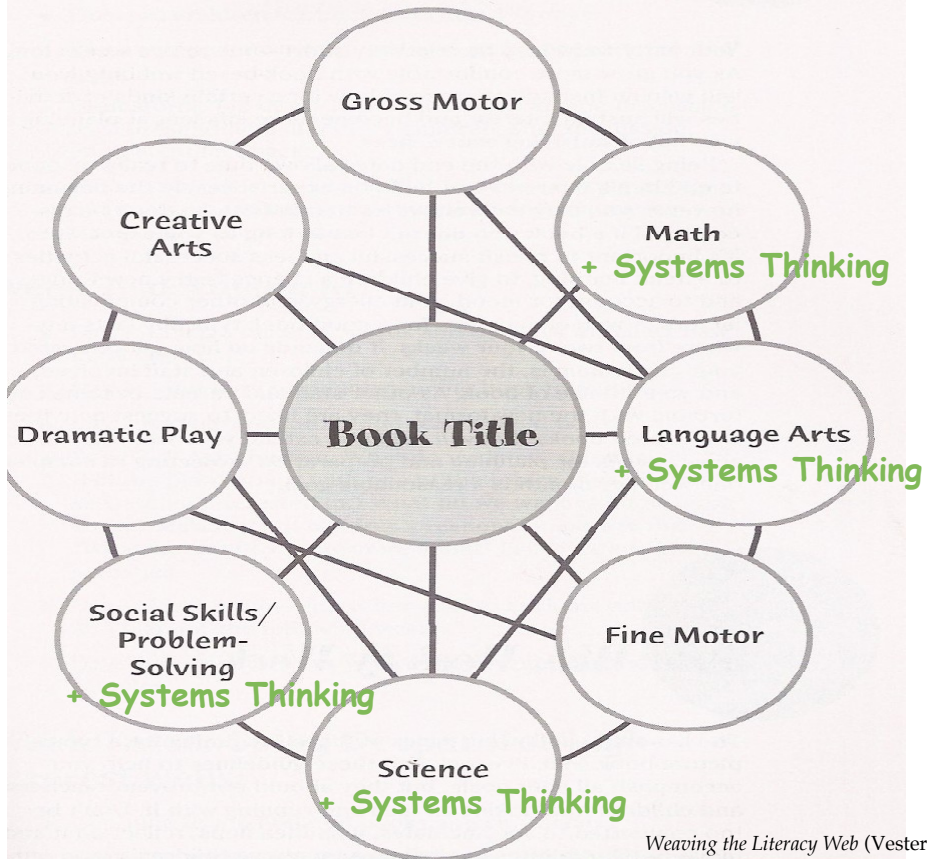 Gross Motor
Creative
Arts
Math
+ Systems Thinking
Dramatic Play
Book Title
Language Arts
+ Systems Thinking
Social Skills/
Problem-
Solving
+ Systems Thinking
Fine Motor
Science
+ Systems Thinking
Weaving the Literacy Web (Vester